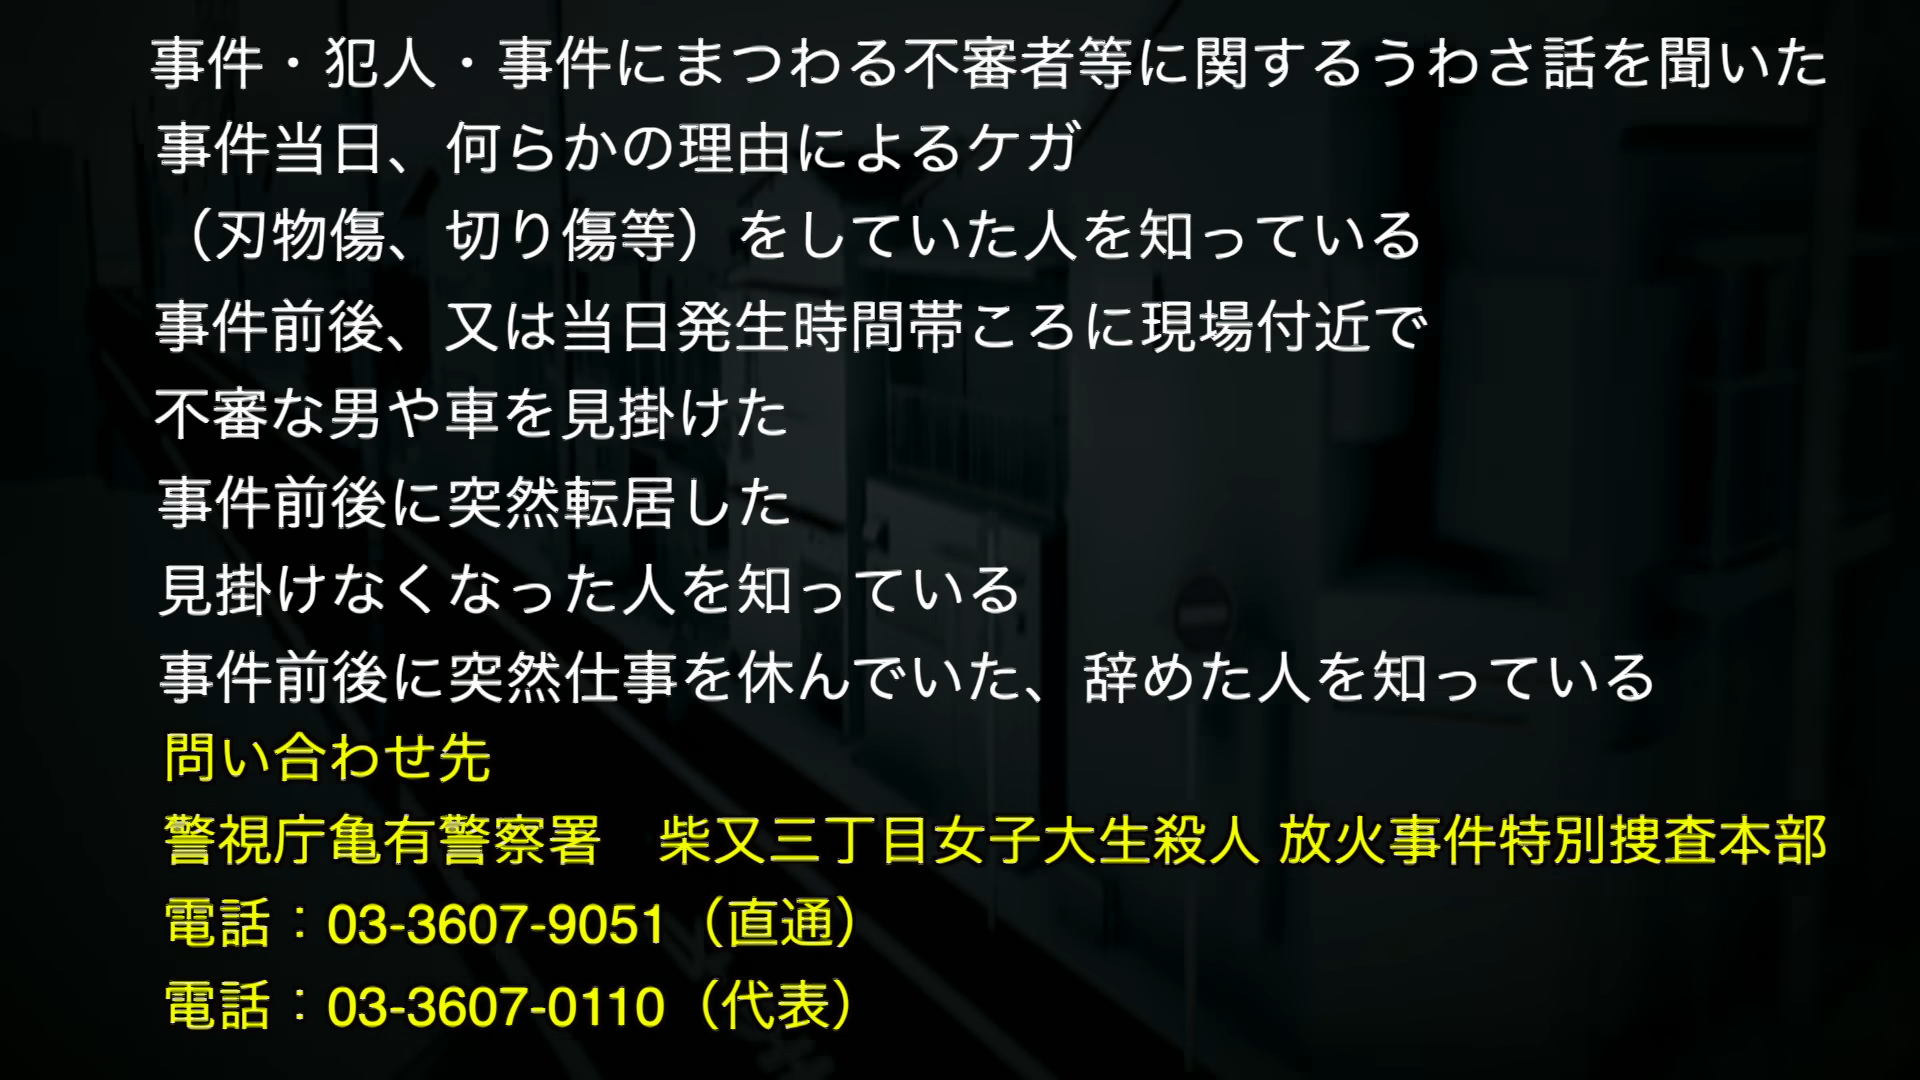 事件・犯人・事件にまつわる不審者等に関するうわさ話を聞いた
事件当日、何らかの理由によるケガ
（刃物傷、切り傷等）をしていた人を知っている
事件前後、又は当日発生時間帯ころに現場付近で
不審な男や車を見掛けた
事件前後に突然転居した
見掛けなくなった人を知っている
事件前後に突然仕事を休んでいた、辞めた人を知っている
問い合わせ先
警視庁亀有警察署　柴又三丁目女子大生殺人 放火事件特別捜査本部
電話：03-3607-9051（直通）
電話：03-3607-0110（代表）